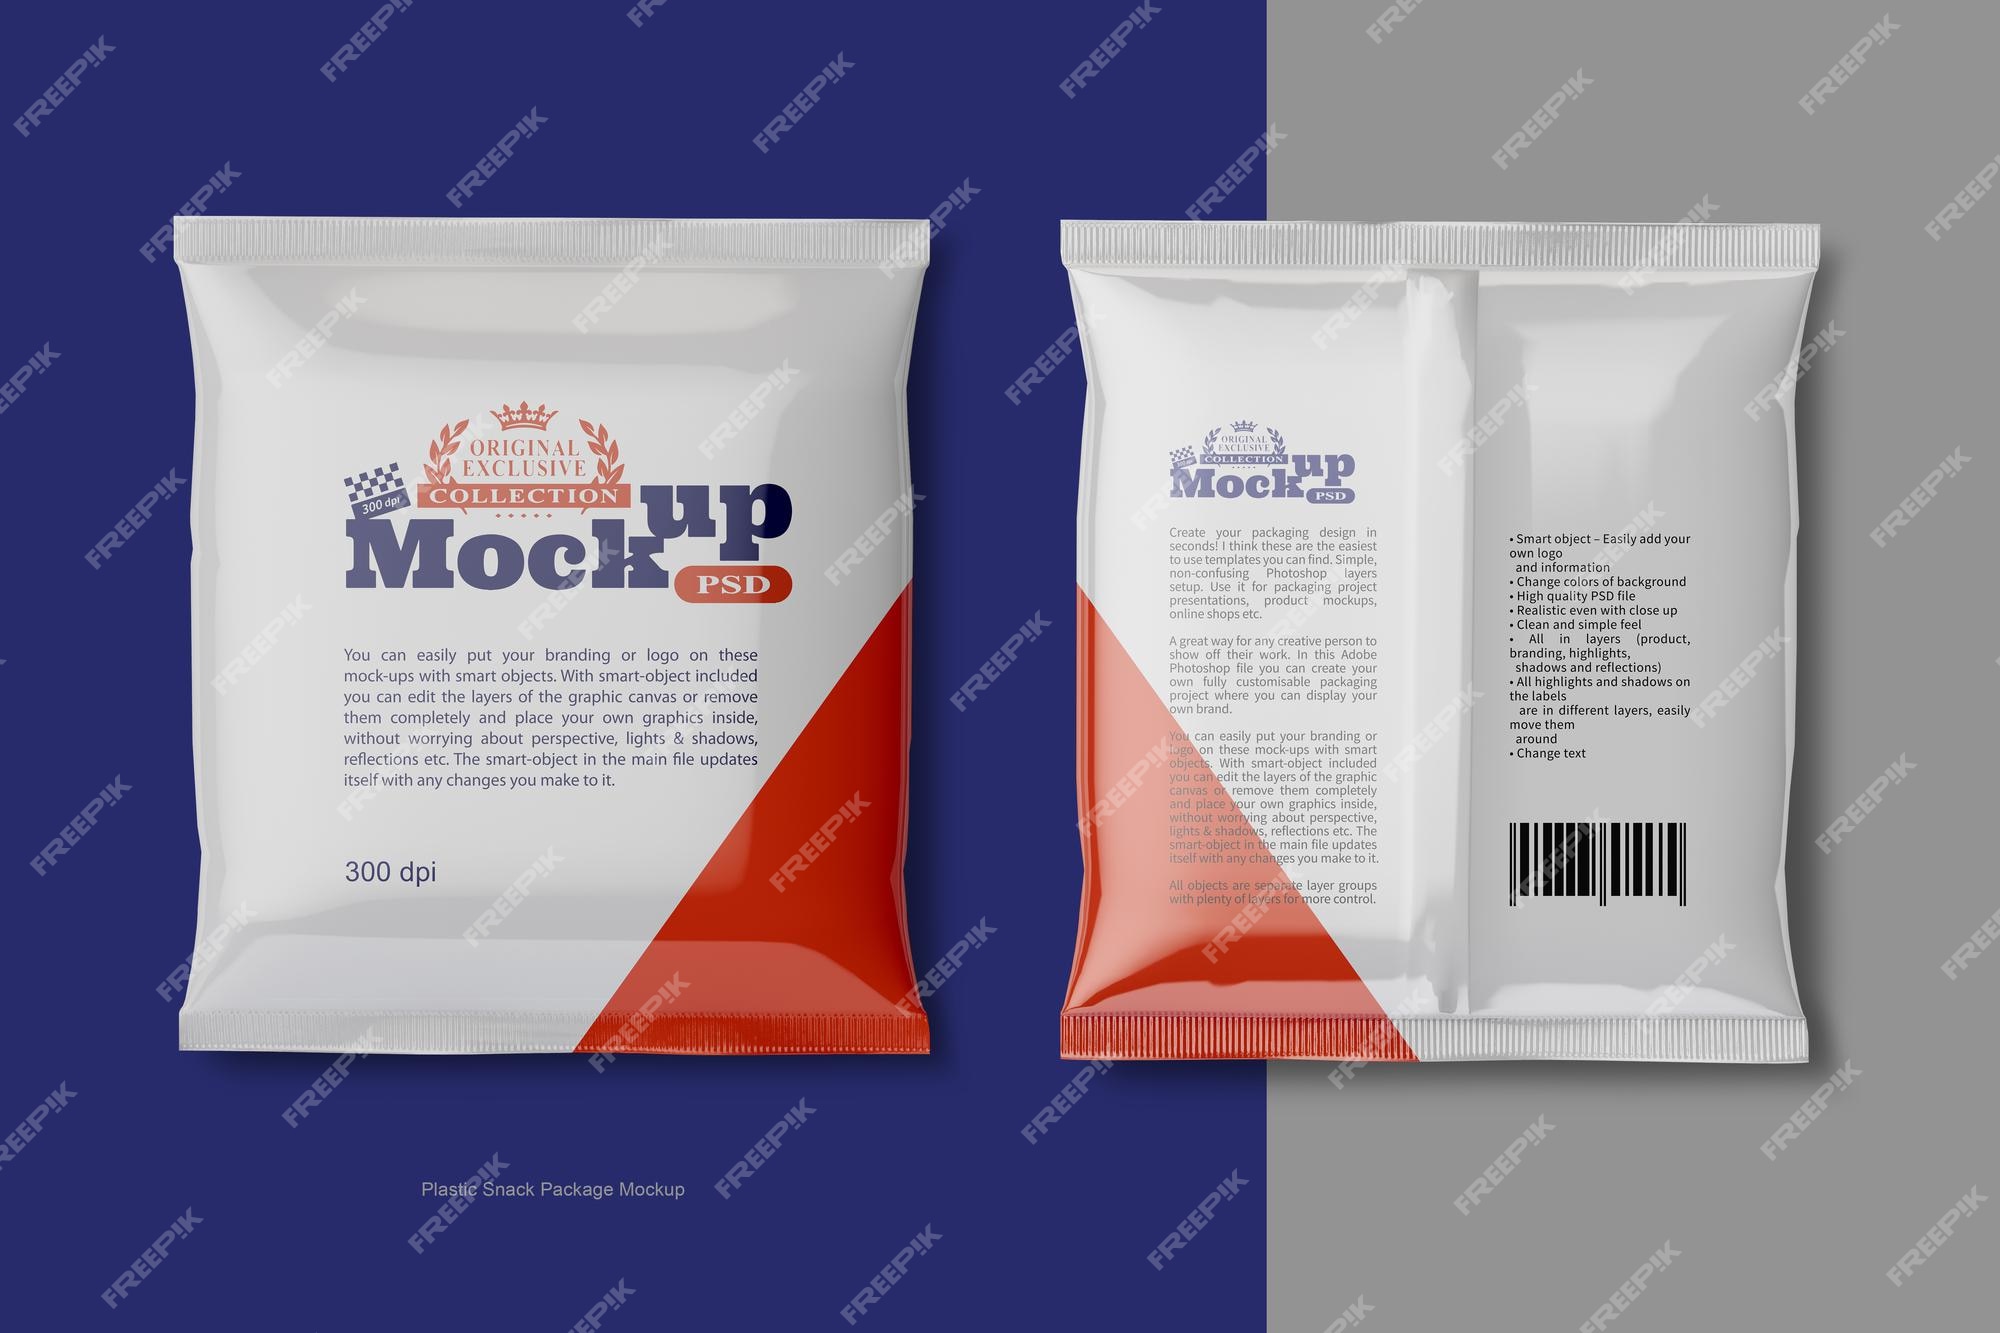 ORIGINAL
EXCLUSIVE
COLLECTION
300 dpi
Mockup
PSD
You can easily put your branding or logo on these
mock-ups with smart objects. With smart-object included
you can edit the layers of the graphic canvas or remove
them completely and place your own graphics inside,
without worrying about perspective, lights & shadows,
reflections etc. The smart-object in the main file updates
itself with any changes you make to it.
300 dpi
Plastic Snack Package Mockup
ORIGINAL
EXCLUSIVE
COLLECTION
300 dpi
Mockup
PSD
Create your packaging design in
seconds! I think these are the easiest
to use templates you can find. Simple,
non-confusing Photoshop layers
setup. Use it for packaging project
presentations, product mockups,
online shops etc.
A great way for any creative person to
show off their work. In this Adobe
Photoshop file you can create your
own fully customisable packaging
project where you can display your
own brand.
You can easily put your branding or
logo on these mock-ups with smart
objects. With smart-object included
you can edit the layers of the graphic
canvas or remove them completely
and place your own graphics inside,
without worrying about perspective,
lights & shadows, reflections etc. The
smart-object in the main file updates
itself with any changes you make to it.
All objects are separate layer groups
with plenty of layers for more control.
• Smart object – Easily add your
own logo
and information
• Change colors of background
• High quality PSD file
• Realistic even with close up
• Clean and simple feel
• All in layers (product,
branding, highlights,
shadows and reflections)
• All highlights and shadows on
the labels
are in different layers, easily
move them
around
• Change text
FREEPIK